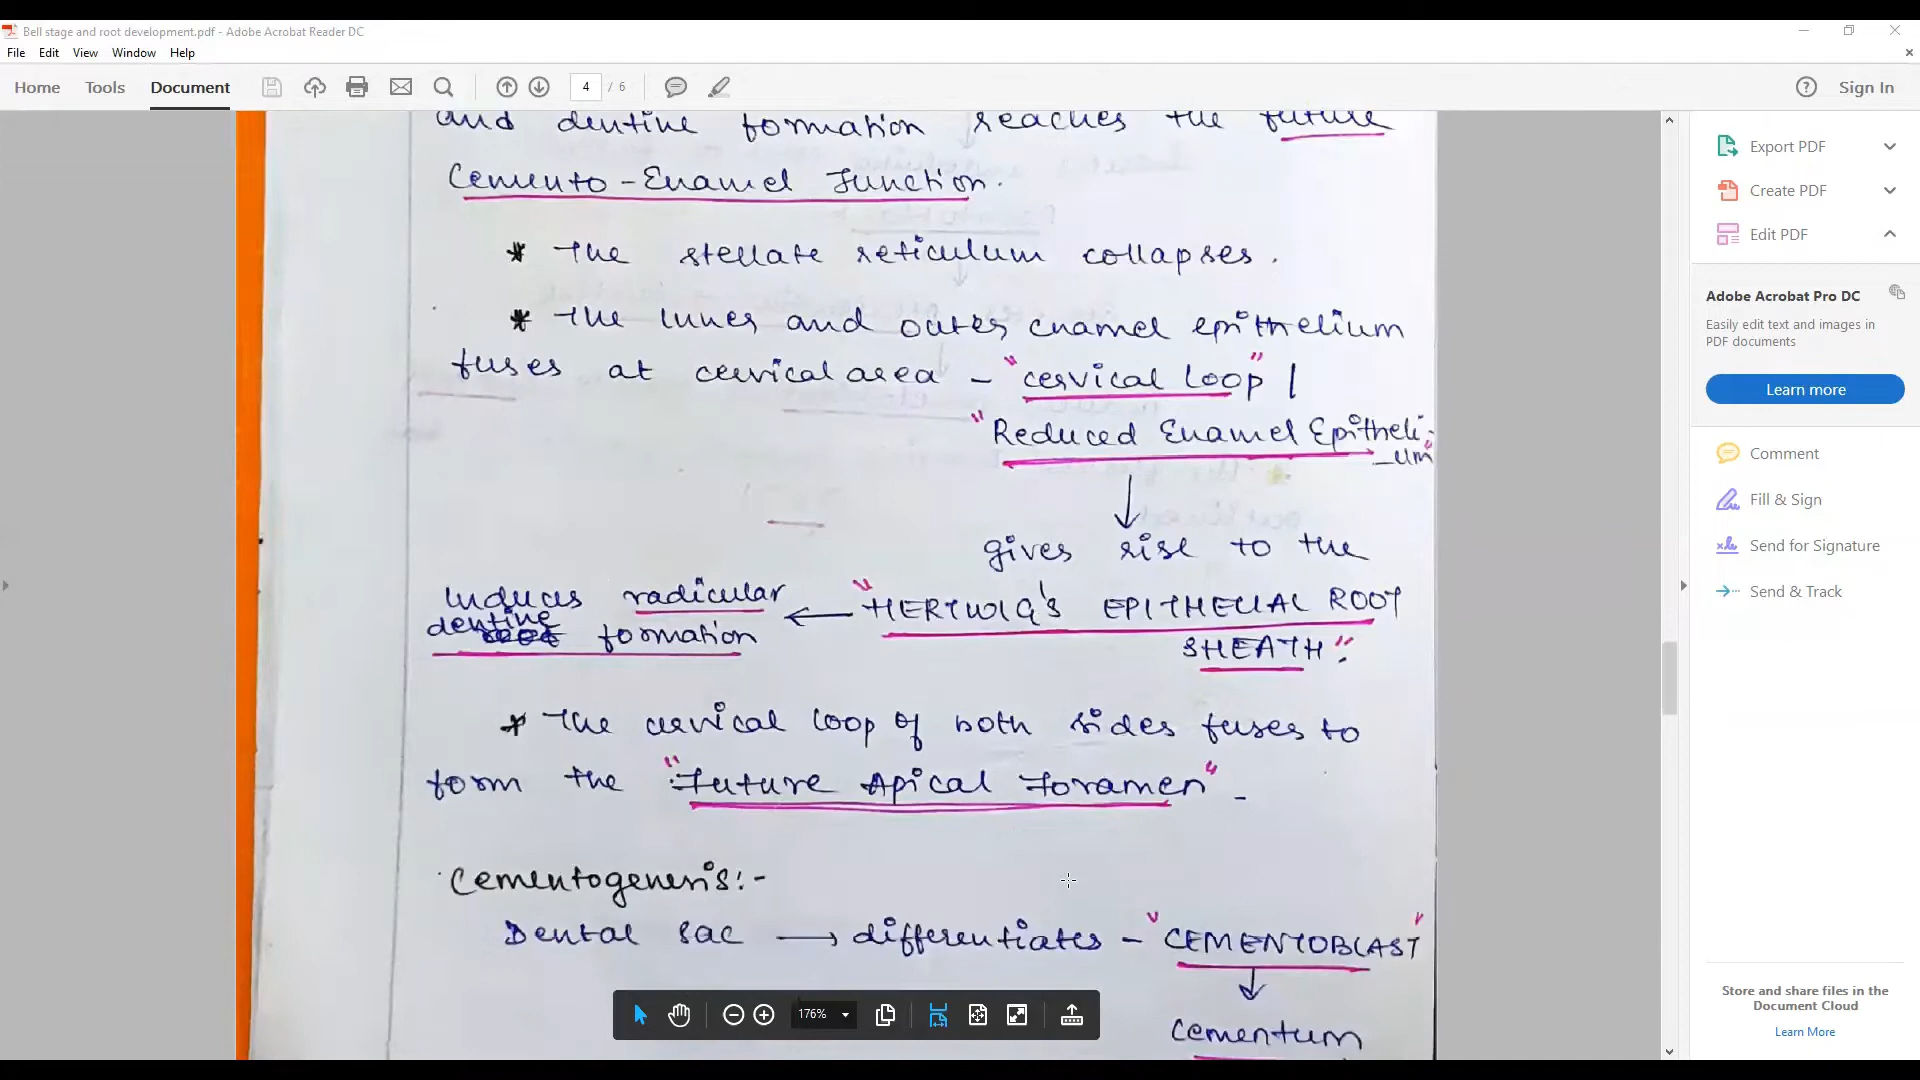 Bell stage and root development.pdf - Adobe Acrobat Reader DC
File Edit View Window Help
Home Tools Document 4 / 6 Sign In
and dentine formation reaches the future
Cemento-Enamel Junction.
* The stellate reticulum collapses.
* The inner and outer enamel epithelium
fuses at cervical area - "cervical loop" |
"Reduced Enamel Epitheli-
-um"
gives rise to the
Induces radicular ← "HERTWIG'S EPITHELIAL ROOT
dentine formation
SHEATH".
* The cervical loop of both sides fuses to
form the "Future Apical Foramen".
Cementogenesis:-
Dental sac → differentiates - "CEMENTOBLAST"
Cementum
176%
Export PDF
Create PDF
Edit PDF
Adobe Acrobat Pro DC
Easily edit text and images in
PDF documents
Learn more
Comment
Fill & Sign
Send for Signature
Send & Track
Store and share files in the
Document Cloud
Learn More